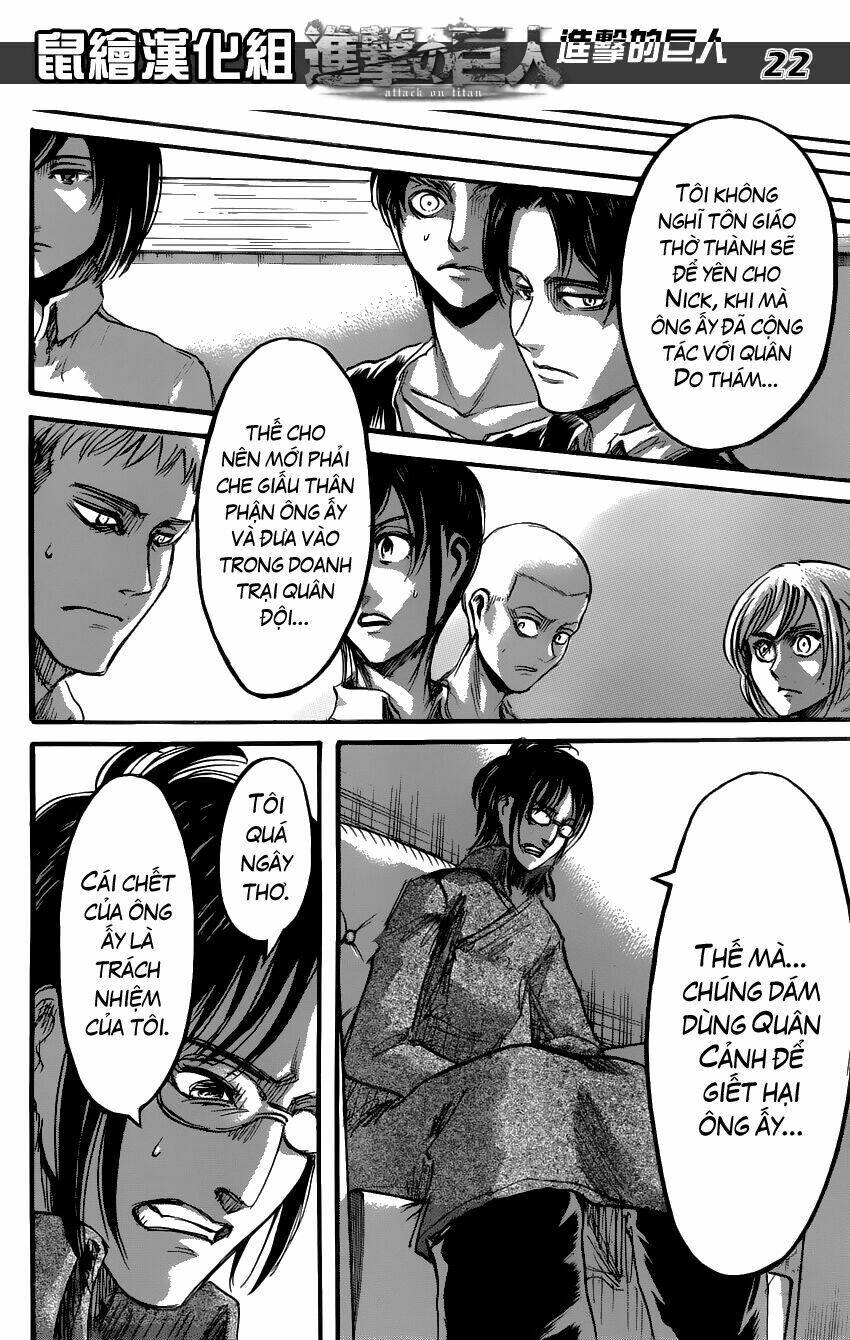 鼠繪漢化組
進撃の巨人
attack on titan
進擊的巨人
22
TÔI KHÔNG
NGHĨ TÔN GIÁO
THỜ THÀNH SẼ
ĐỂ YÊN CHO
NICK, KHI MÀ
ÔNG ẤY ĐÃ CỘNG
TÁC VỚI QUÂN
DO THÁM...
THẾ CHO
NÊN MỚI PHẢI
CHE GIẤU THÂN
PHẬN ÔNG ẤY
VÀ ĐƯA VÀO
TRONG DOANH
TRẠI QUÂN
ĐỘI...
THẾ MÀ...
CHÚNG DÁM
DÙNG QUÂN
CẢNH ĐỂ
GIẾT HẠI
ÔNG ẤY...
TÔI
QUÁ
NGÂY
THƠ.
CÁI CHẾT
CỦA ÔNG
ẤY LÀ
TRÁCH
NHIỆM
CỦA TÔI.